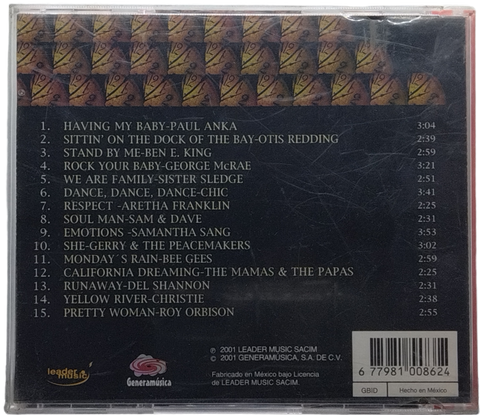 1. HAVING MY BABY-PAUL ANKA 3:04
2. SITTIN' ON THE DOCK OF THE BAY-OTIS REDDING 2:39
3. STAND BY ME-BEN E. KING 2:59
4. ROCK YOUR BABY-GEORGE McRAE 3:21
5. WE ARE FAMILY-SISTER SLEDGE 2:51
6. DANCE, DANCE, DANCE-CHIC 3:41
7. RESPECT -ARETHA FRANKLIN 2:25
8. SOUL MAN-SAM & DAVE 2:31
9. EMOTIONS -SAMANTHA SANG 3:53
10. SHE-GERRY & THE PEACEMAKERS 3:02
11. MONDAY´S RAIN-BEE GEES 2:59
12. CALIFORNIA DREAMING-THE MAMAS & THE PAPAS 2:25
13. RUNAWAY-DEL SHANNON 2:31
14. YELLOW RIVER-CHRISTIE 2:38
15. PRETTY WOMAN-ROY ORBISON 2:55
leader music
Generamúsica
℗ 2001 LEADER MUSIC SACIM
© 2001 GENERAMÚSICA, S.A. DE C.V.
Fabricado en México bajo Licencia
de LEADER MUSIC SACIM.
6 77981 008624
GBIID Hecho en México